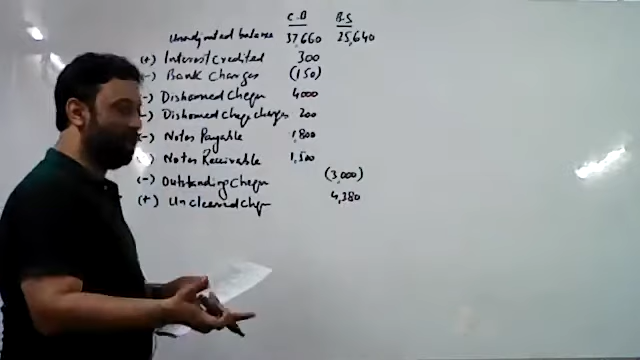 C.B B.S
Unadjusted balance 37,660 25,640
(+) Interest credited 300
(-) Bank Charges (150)
(-) Dishonored Cheque 4000
(-) Dishonored Cheque charges 200
(-) Notes Payable 1,800
Notes Receivable 1,500
(-) Outstanding Cheque (3,000)
(+) Uncleared Chqe 4,380